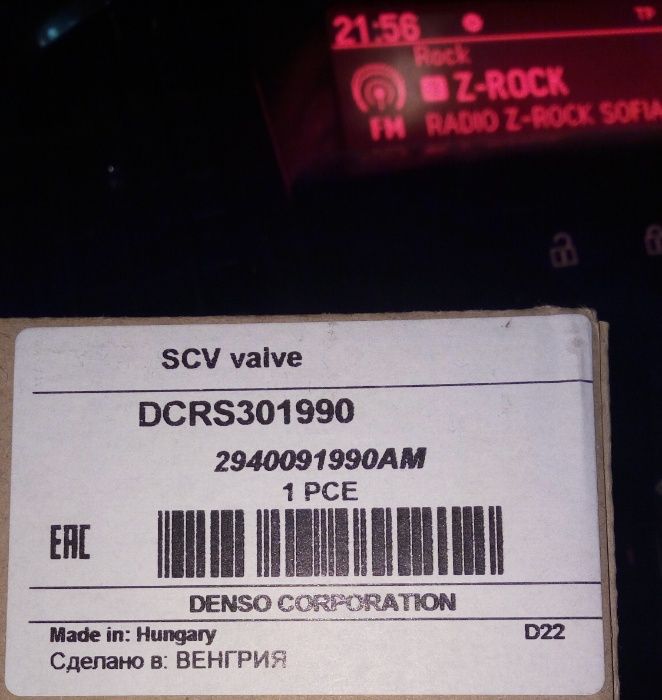 21:56
TP
Rock
Z-ROCK
FM RADIO Z-ROCK SOFIA
SCV valve
DCRS301990
2940091990AM
1 PCE
EAC
DENSO CORPORATION
Made in: Hungary D22
Сделано в: ВЕНГРИЯ